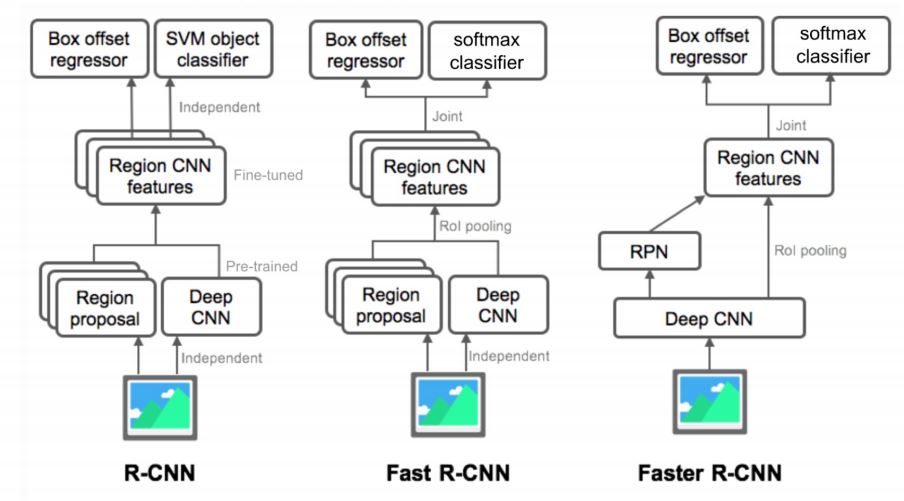 Box offset
regressor
SVM object
classifier
Independent
Region CNN
features
Fine-tuned
Pre-trained
Region
proposal
Deep
CNN
Independent
R-CNN
Box offset
regressor
softmax
classifier
Joint
Region CNN
features
RoI pooling
Region
proposal
Deep
CNN
Independent
Fast R-CNN
Box offset
regressor
softmax
classifier
Joint
Region CNN
features
RPN
RoI pooling
Deep CNN
Faster R-CNN